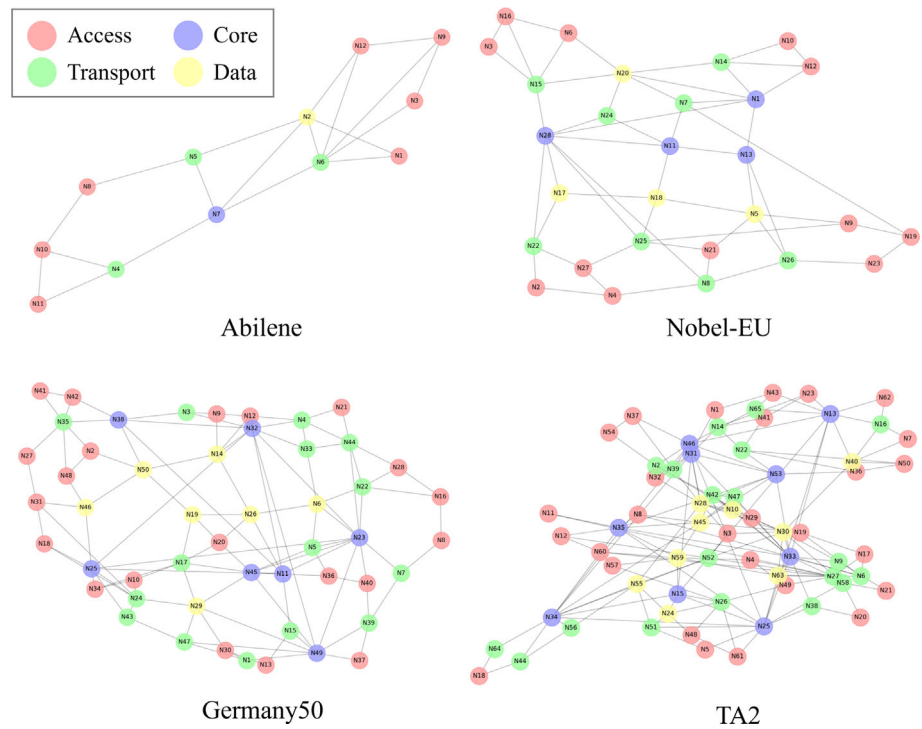 Access Core
Transport Data
N12 N9
N3
N2
N5 N6 N1
N8
N7
N10
N4
N11
Abilene
N16 N6 N10
N3 N14 N12
N20
N15
N7 N1
N24
N28
N11 N13
N17 N18
N5
N9
N19
N22 N25 N21
N27 N26 N23
N2 N4 N8
Nobel-EU
N41 N42
N38 N3 N9 N12 N4 N21
N35 N32
N33 N44
N27 N2 N14
N48 N50 N28
N22
N31 N46 N6 N16
N19 N26
N18 N20 N5 N23 N8
N25 N17
N34 N10 N45 N11 N36 N40 N7
N24
N43 N29
N15 N39
N47 N30
N1 N13 N49 N37
Germany50
N43 N23 N62
N37 N1 N65 N13
N54 N14 N41 N16
N46 N22 N7
N31
N2 N39 N40 N50
N32 N53 N36
N42 N47
N28 N10
N11 N8 N45 N29
N35 N3 N30 N19
N12
N60 N59 N52 N4 N33 N9 N17
N57 N63 N27 N6
N55 N49 N58 N21
N15 N26 N38
N34 N24 N20
N56 N51 N48 N25
N64 N5 N61
N44
N18
TA2